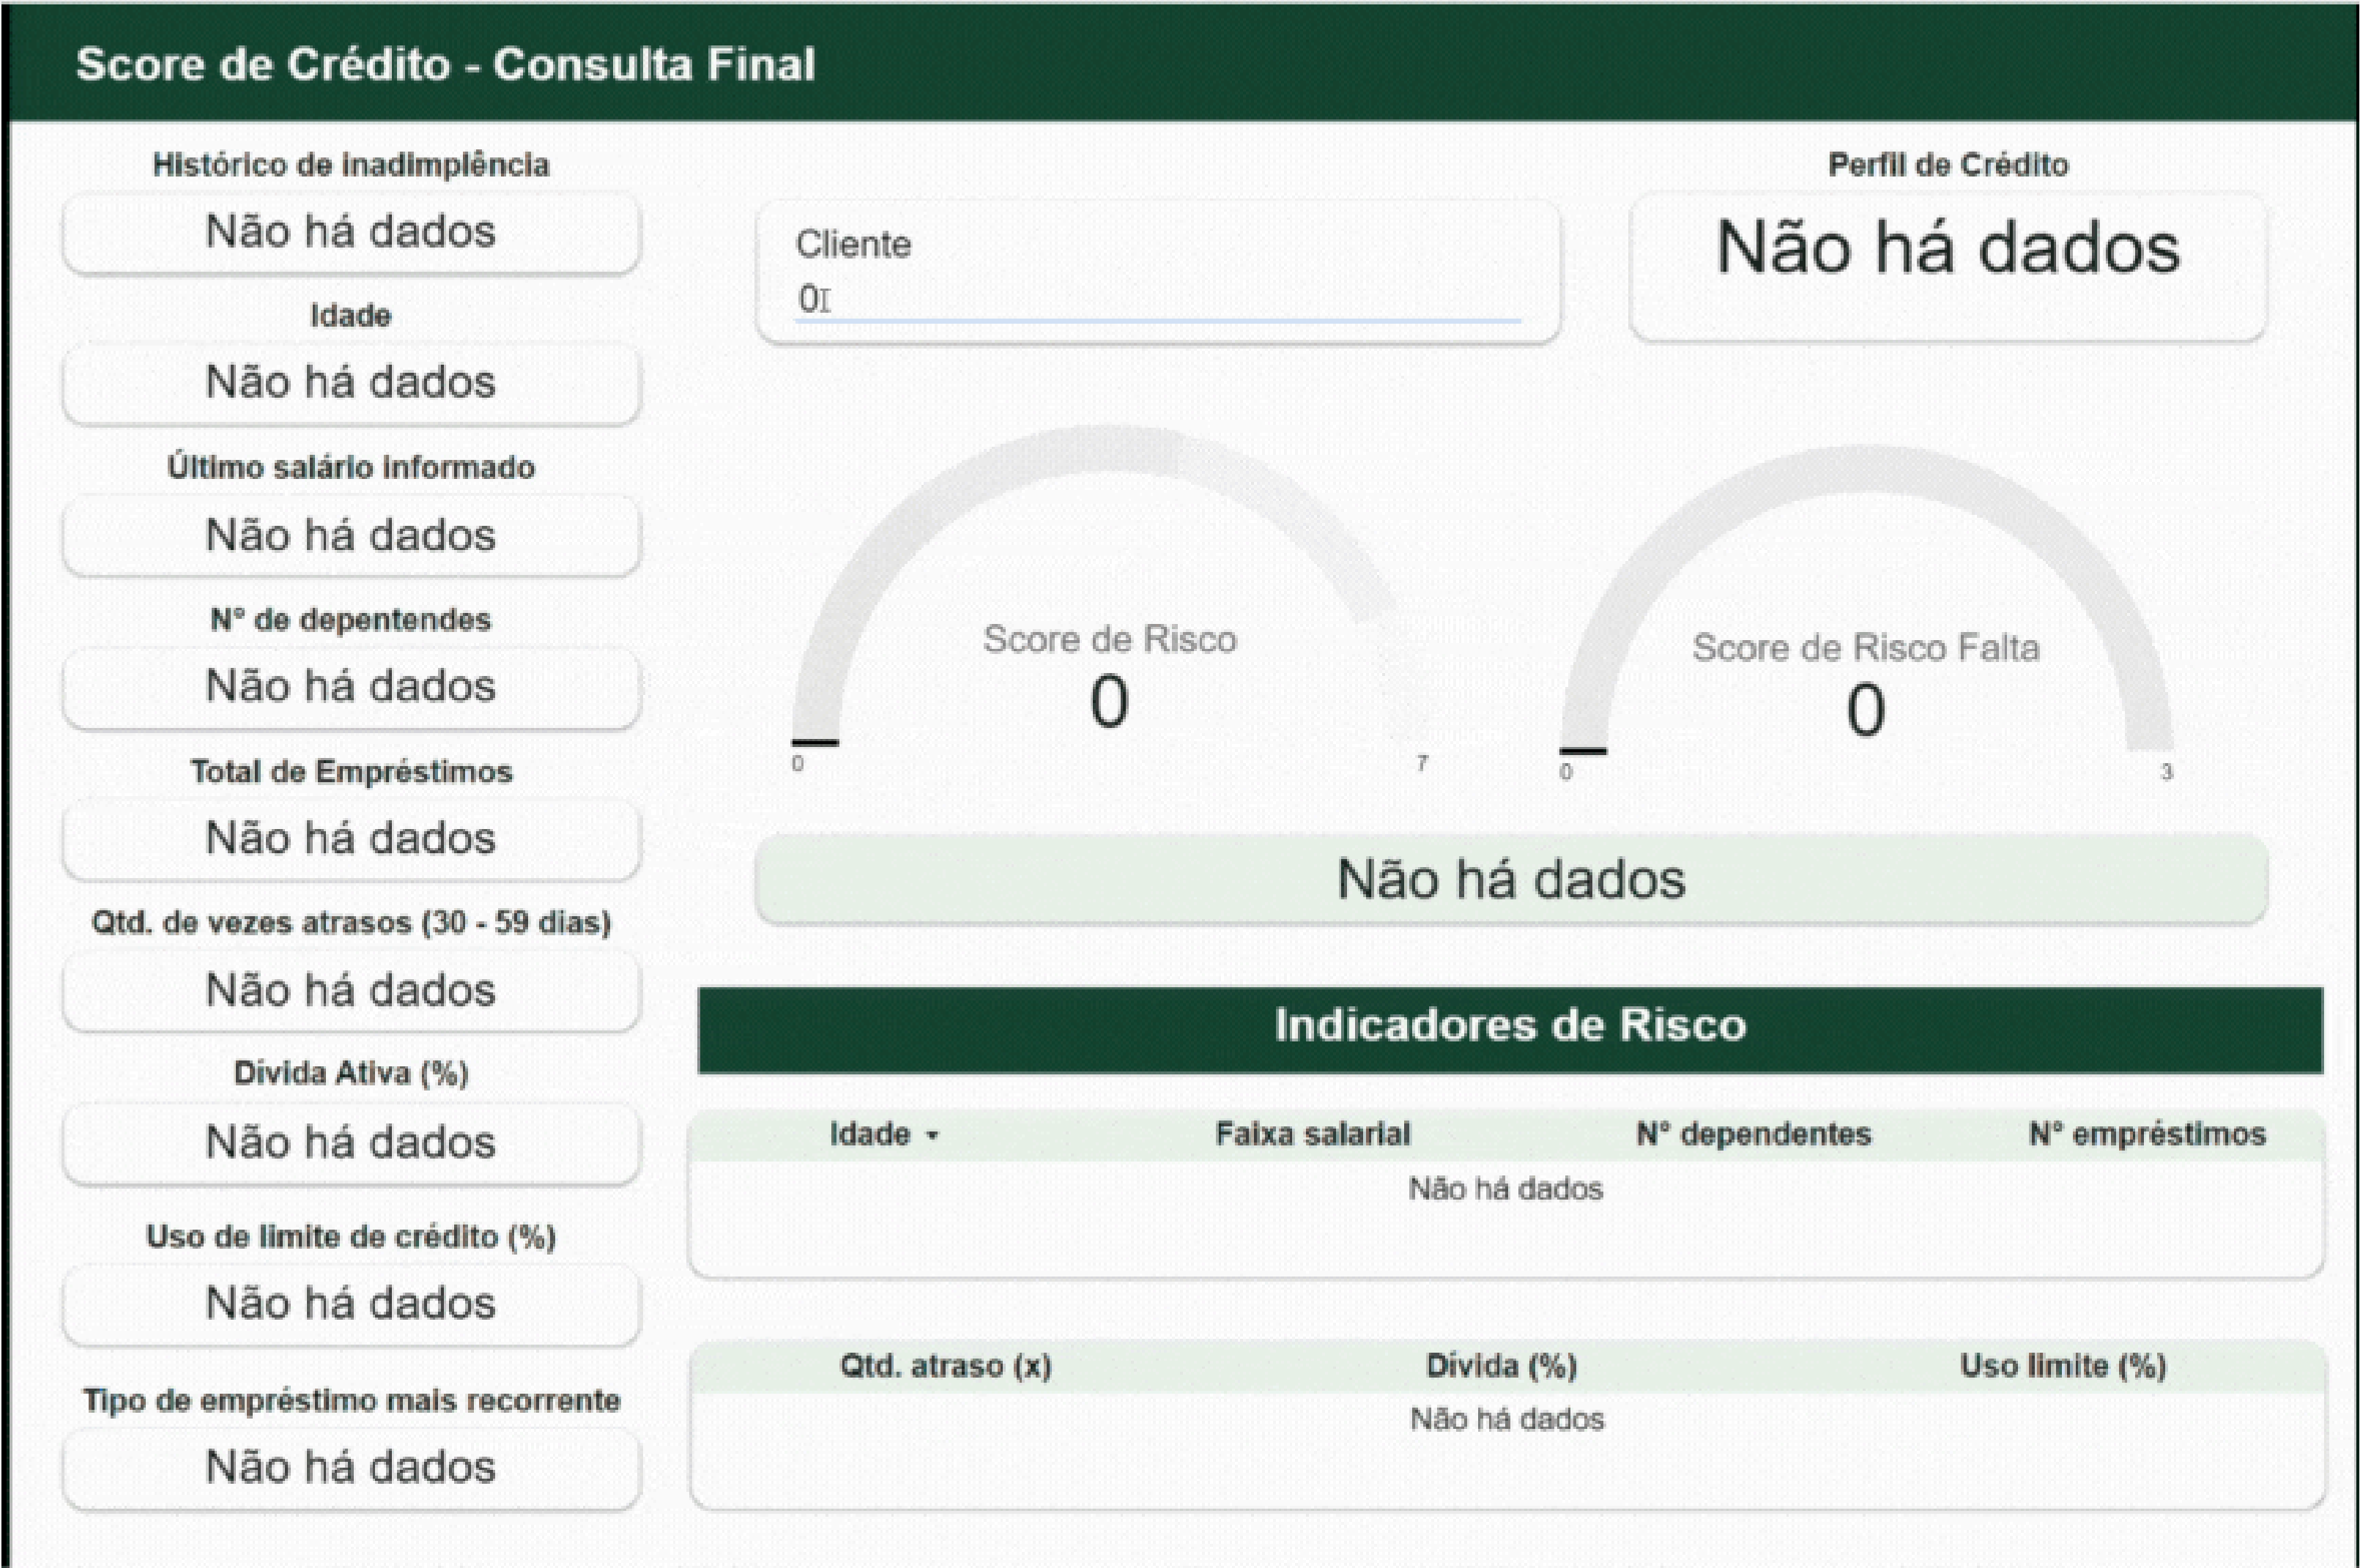 Score de Crédito - Consulta Final
Histórico de inadimplência
Não há dados
Idade
Não há dados
Último salário informado
Não há dados
Nº de depentendes
Não há dados
Total de Empréstimos
Não há dados
Qtd. de vezes atrasos (30 - 59 dias)
Não há dados
Dívida Ativa (%)
Não há dados
Uso de limite de crédito (%)
Não há dados
Tipo de empréstimo mais recorrente
Não há dados
Cliente
0
Perfil de Crédito
Não há dados
Score de Risco
0
0 7
Score de Risco Falta
0
0 3
Não há dados
Indicadores de Risco
Idade Faixa salarial Nº dependentes Nº empréstimos
Não há dados
Qtd. atraso (x) Dívida (%) Uso limite (%)
Não há dados